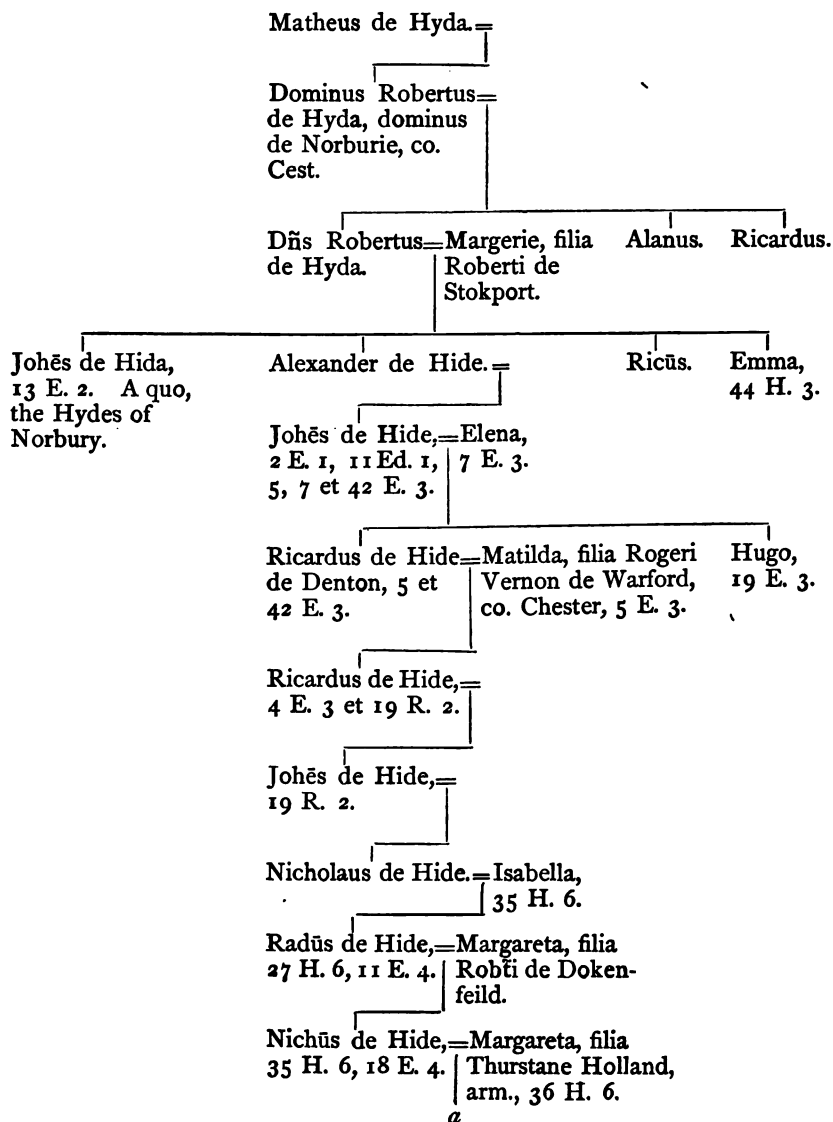 Matheus de Hyda.=
Dominus Robertus=
de Hyda, dominus
de Norburie, co.
Cest.
Dñs Robertus=Margerie, filia
de Hyda. Roberti de
Stokport.
Alanus. Ricardus.
Johēs de Hida,
13 E. 2. A quo,
the Hydes of
Norbury.
Alexander de Hide.=
Ricūs.
Emma,
44 H. 3.
Johēs de Hide,=Elena,
2 E. 1, 11 Ed. 1, 7 E. 3.
5, 7 et 42 E. 3.
Ricardus de Hide=Matilda, filia Rogeri
de Denton, 5 et Vernon de Warford,
42 E. 3. co. Chester, 5 E. 3.
Hugo,
19 E. 3.
Ricardus de Hide,=
4 E. 3 et 19 R. 2.
Johēs de Hide,=
19 R. 2.
Nicholaus de Hide.=Isabella,
35 H. 6.
Radūs de Hide,=Margareta, filia
27 H. 6, 11 E. 4. Robt̃i de Doken-
feild.
Nichūs de Hide,=Margareta, filia
35 H. 6, 18 E. 4. Thurstane Holland,
arm., 36 H. 6.
a